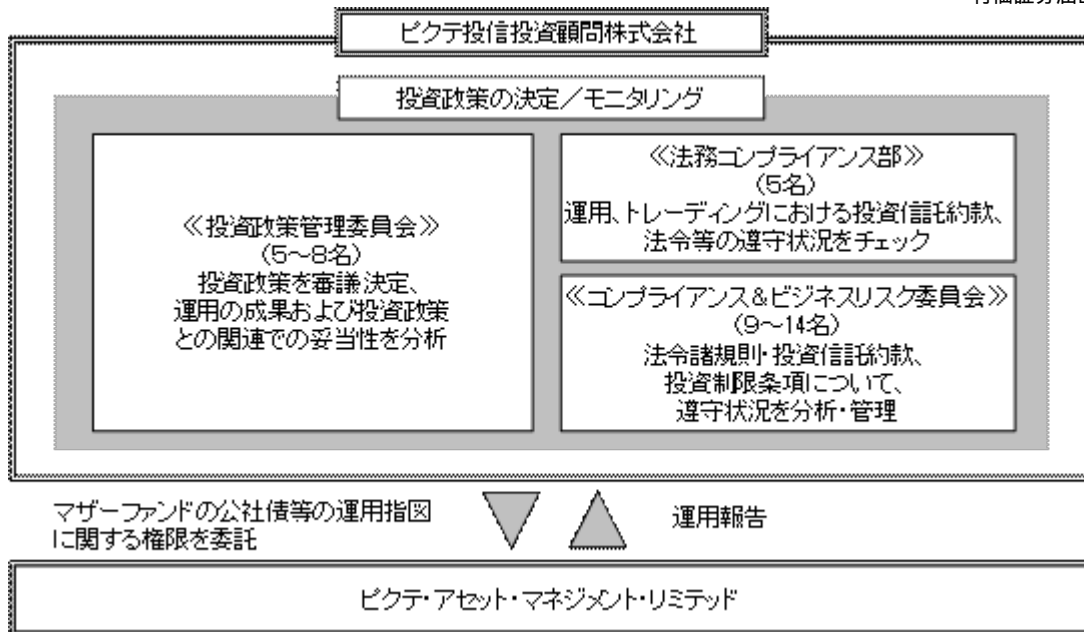 ピクテ投信投資顧問株式会社
投資政策の決定／モニタリング
≪投資政策管理委員会≫
(5～8名)
投資政策を審議決定、
運用の成果および投資政策
との関連での妥当性を分析
≪法務コンプライアンス部≫
(5名)
運用、トレーディングにおける投資信託約款、
法令等の遵守状況をチェック
≪コンプライアンス&ビジネスリスク委員会≫
(9～14名)
法令諸規則・投資信託約款、
投資制限条項について、
遵守状況を分析・管理
マザーファンドの公社債等の運用指図
に関する権限を委託
運用報告
ピクテ・アセット・マネジメント・リミテッド